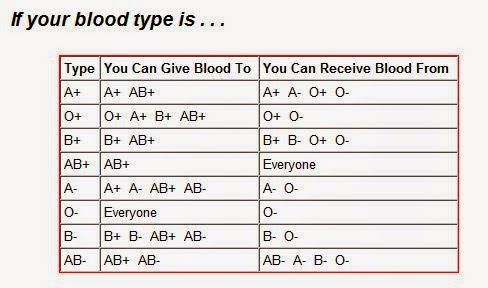 If your blood type is . . .
Type You Can Give Blood To You Can Receive Blood From
A+ A+ AB+ A+ A- O+ O-
O+ O+ A+ B+ AB+ O+ O-
B+ B+ AB+ B+ B- O+ O-
AB+ AB+ Everyone
A- A+ A- AB+ AB- A- O-
O- Everyone O-
B- B+ B- AB+ AB- B- O-
AB- AB+ AB- AB- A- B- O-